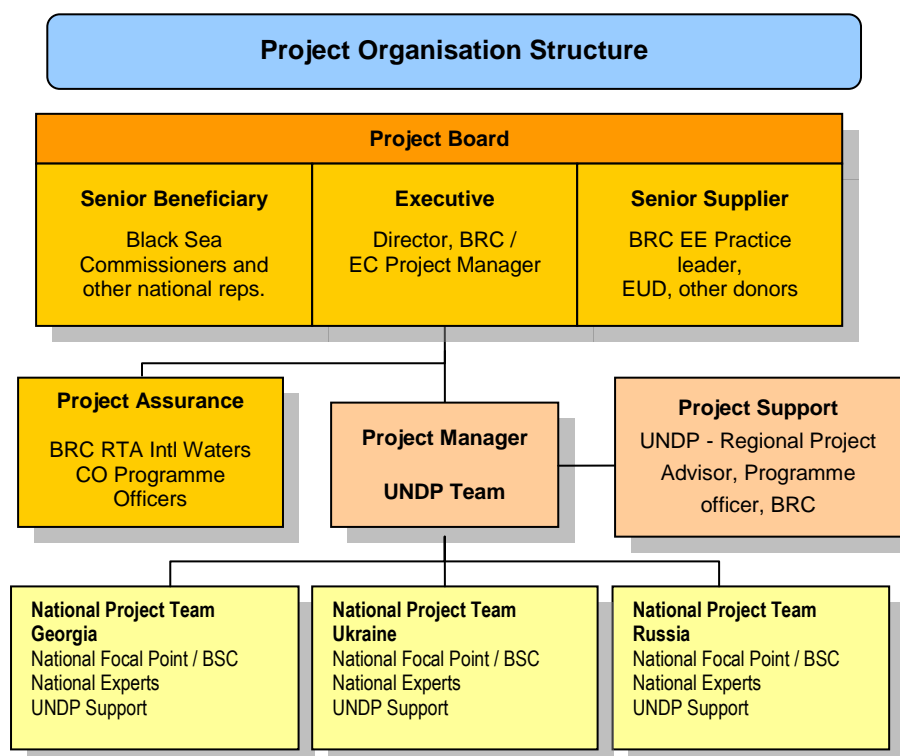 Project Organisation Structure
Project Board
Senior Beneficiary
Black Sea
Commissioners and
other national reps.
Executive
Director, BRC /
EC Project Manager
Senior Supplier
BRC EE Practice
leader,
EUD, other donors
Project Assurance
BRC RTA Intl Waters
CO Programme
Officers
Project Manager
UNDP Team
Project Support
UNDP - Regional Project
Advisor, Programme
officer, BRC
National Project Team
Georgia
National Focal Point / BSC
National Experts
UNDP Support
National Project Team
Ukraine
National Focal Point / BSC
National Experts
UNDP Support
National Project Team
Russia
National Focal Point / BSC
National Experts
UNDP Support